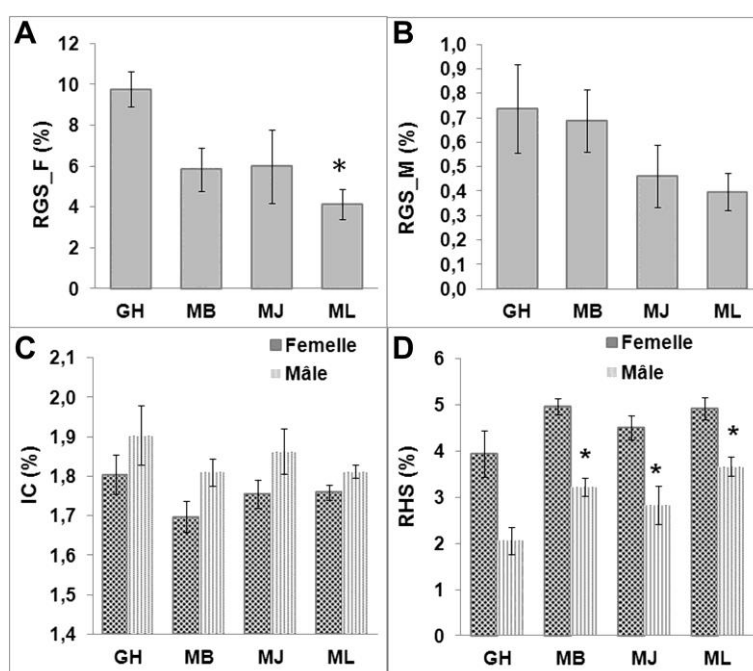 A
RGS_F (%)
12
10
8
6
4
2
0
*
GH MB MJ ML
B
RGS_M (%)
1,0
0,9
0,8
0,7
0,6
0,5
0,4
0,3
0,2
0,1
0,0
GH MB MJ ML
C
IC (%)
2,1
2,0
1,9
1,8
1,7
1,6
1,5
1,4
Femelle
Mâle
GH MB MJ ML
D
RHS (%)
6
5
4
3
2
1
0
Femelle
Mâle
* * *
GH MB MJ ML